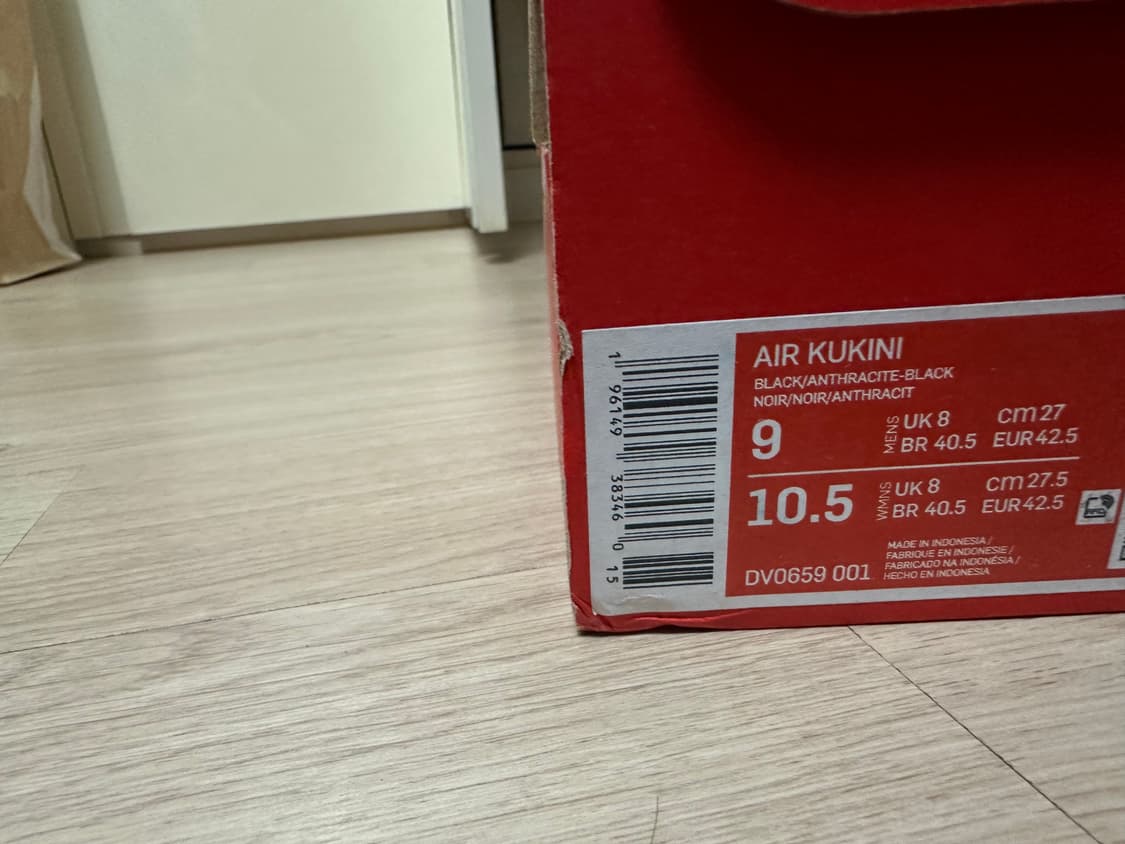 AIR KUKINI
BLACK/ANTHRACITE-BLACK
NOIR/NOIR/ANTHRACIT
9 MENS UK 8 cm 27
BR 40.5 EUR 42.5
10.5 WMNS UK 8 cm 27.5
BR 40.5 EUR 42.5
DV0659 001
MADE IN INDONESIA /
FABRIQUE EN INDONESIE /
FABRICADO NA INDONÉSIA /
HECHO EN INDONESIA
1 96149 38346 0 15